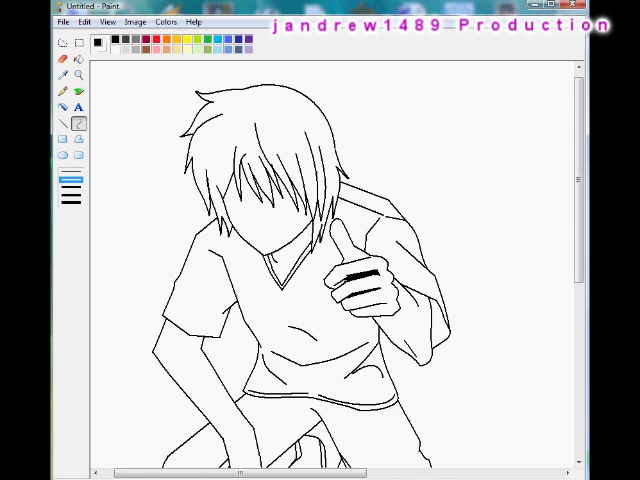 Untitled - Paint
File Edit View Image Colors Help
jandrew1489 Production
A